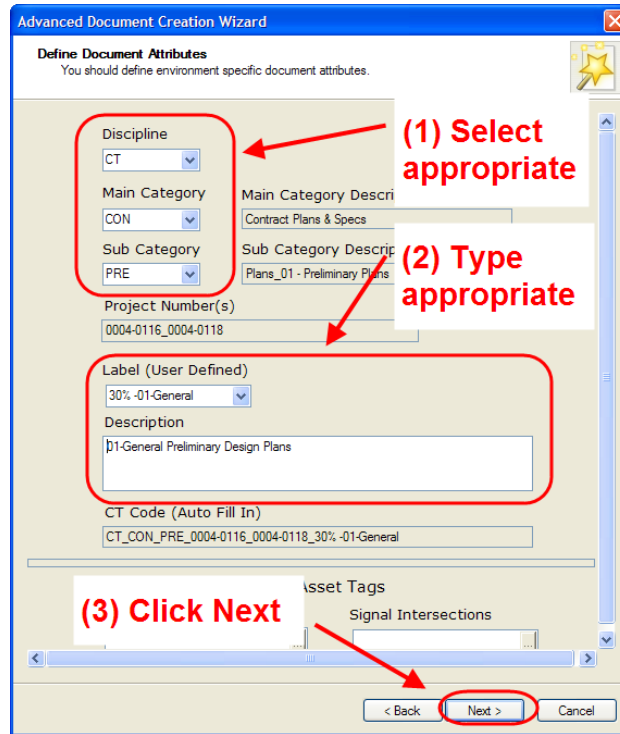 Advanced Document Creation Wizard
Define Document Attributes
You should define environment specific document attributes.
(1) Select
appropriate
Discipline
CT
Main Category
Main Category Descri
CON
Contract Plans & Specs
Sub Category
Sub Category Descrip
PRE
Plans_01 - Preliminary Plans
(2) Type
appropriate
Project Number(s)
0004-0116_0004-0118
Label (User Defined)
30% -01-General
Description
01-General Preliminary Design Plans
CT Code (Auto Fill In)
CT_CON_PRE_0004-0116_0004-0118_30% -01-General
Asset Tags
(3) Click Next
Signal Intersections
...
...
< Back
Next >
Cancel